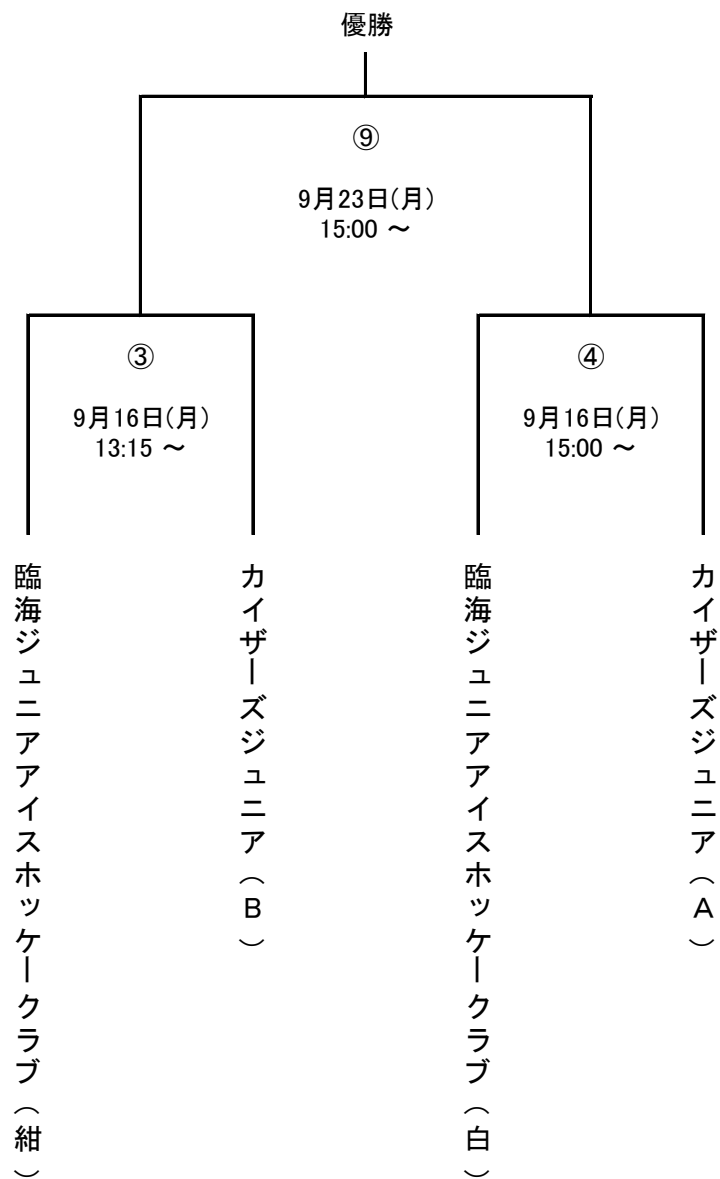 優勝
⑨
9月23日(月)
15:00 ～
③
9月16日(月)
13:15 ～
④
9月16日(月)
15:00 ～
臨海ジュニアアイスホッケークラブ(紺)
カイザーズジュニア(B)
臨海ジュニアアイスホッケークラブ(白)
カイザーズジュニア(A)